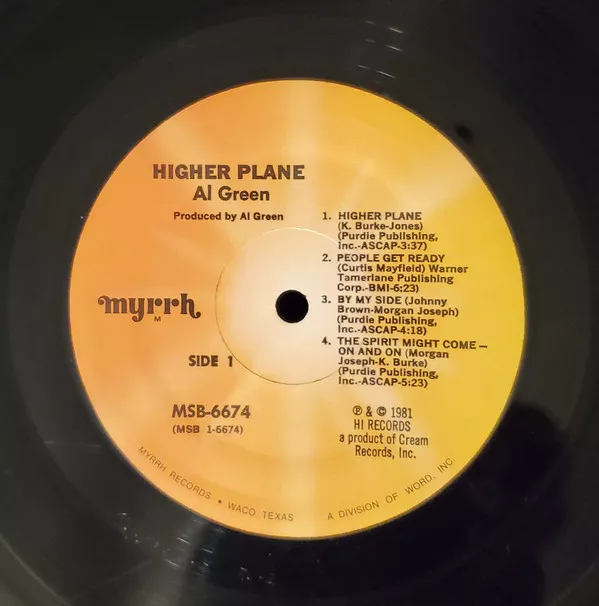 HIGHER PLANE
Al Green
Produced by Al Green
1. HIGHER PLANE
(K. Burke-Jones)
(Purdie Publishing,
Inc.-ASCAP-3:37)
2. PEOPLE GET READY
(Curtis Mayfield) Warner
Tamerlane Publishing
Corp.-BMI-6:23)
3. BY MY SIDE (Johnny
Brown-Morgan Joseph)
(Purdie Publishing,
Inc.-ASCAP-4:18)
4. THE SPIRIT MIGHT COME —
ON AND ON (Morgan
Joseph-K. Burke)
(Purdie Publishing,
Inc.-ASCAP-5:23)
myrrh
M
SIDE 1
MSB-6674
(MSB 1-6674)
℗ & © 1981
HI RECORDS
a product of Cream
Records, Inc.
MYRRH RECORDS • WACO, TEXAS A DIVISION OF WORD, INC